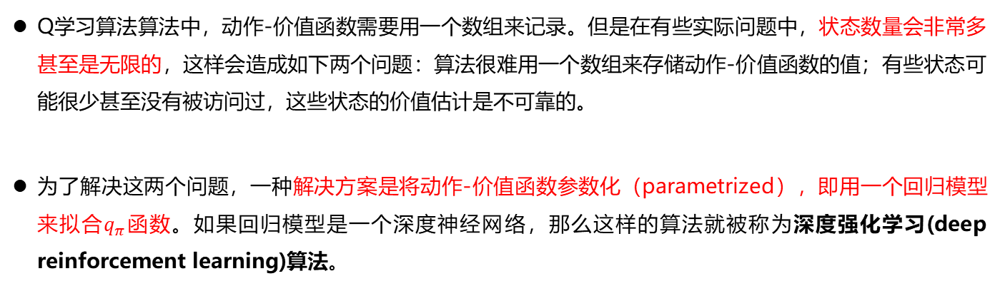 ● Q学习算法算法中，动作-价值函数需要用一个数组来记录。但是在有些实际问题中，状态数量会非常多
甚至是无限的，这样会造成如下两个问题：算法很难用一个数组来存储动作-价值函数的值；有些状态可
能很少甚至没有被访问过，这些状态的价值估计是不可靠的。
● 为了解决这两个问题，一种解决方案是将动作-价值函数参数化（parametrized），即用一个回归模型
来拟合qπ函数。如果回归模型是一个深度神经网络，那么这样的算法就被称为深度强化学习(deep
reinforcement learning)算法。